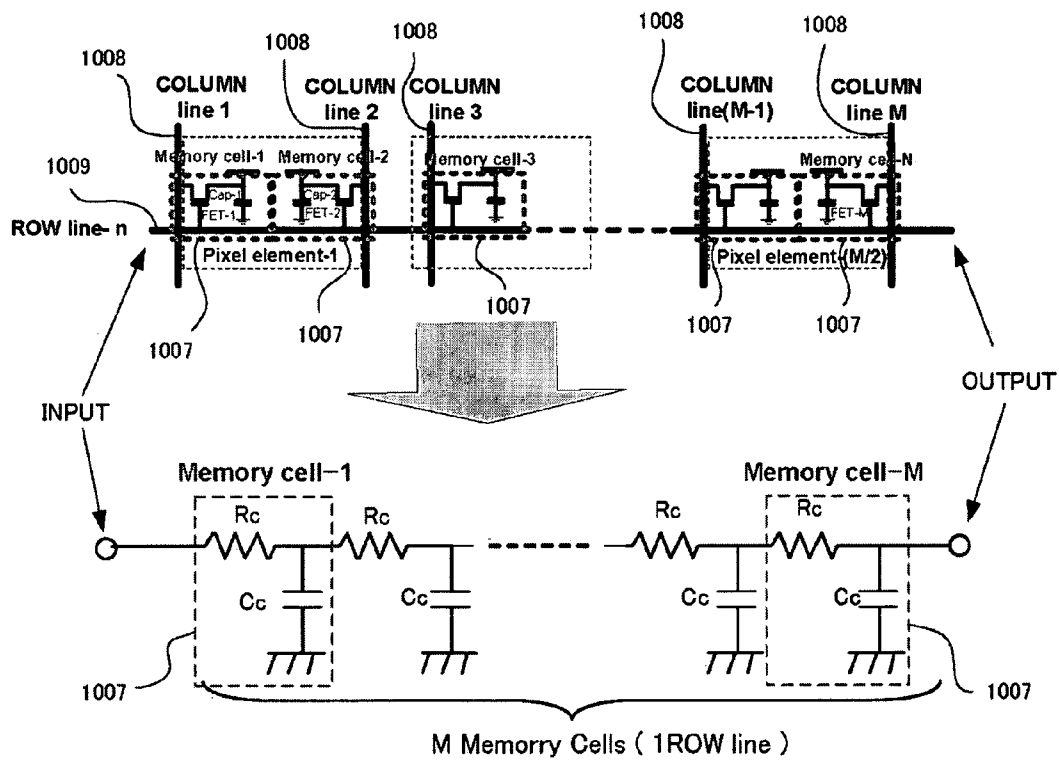 1008
1008
1008
1008
1008
COLUMN
line 1
COLUMN
line 2
COLUMN
line 3
COLUMN
line(M-1)
COLUMN
line M
1009
Memory cell-1
Memory cell-2
Memory cell-3
Memory cell-N
Cap-1
FET-1
Cap-2
FET-2
FET-M
ROW line- n
Pixel element-1
Pixel element-(M/2)
1007
1007
1007
1007
1007
INPUT
OUTPUT
Memory cell-1
Memory cell-M
Rc
Rc
Rc
Rc
Cc
Cc
Cc
Cc
1007
1007
M Memorry Cells ( 1ROW line )